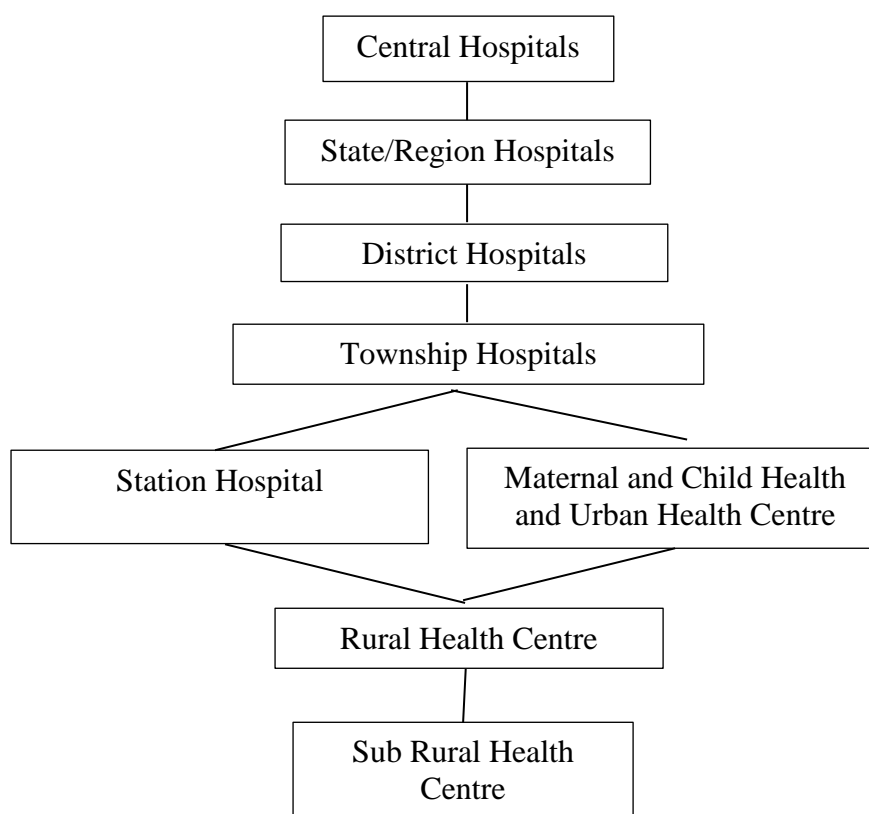 Central Hospitals
State/Region Hospitals
District Hospitals
Township Hospitals
Station Hospital
Maternal and Child Health
and Urban Health Centre
Rural Health Centre
Sub Rural Health
Centre